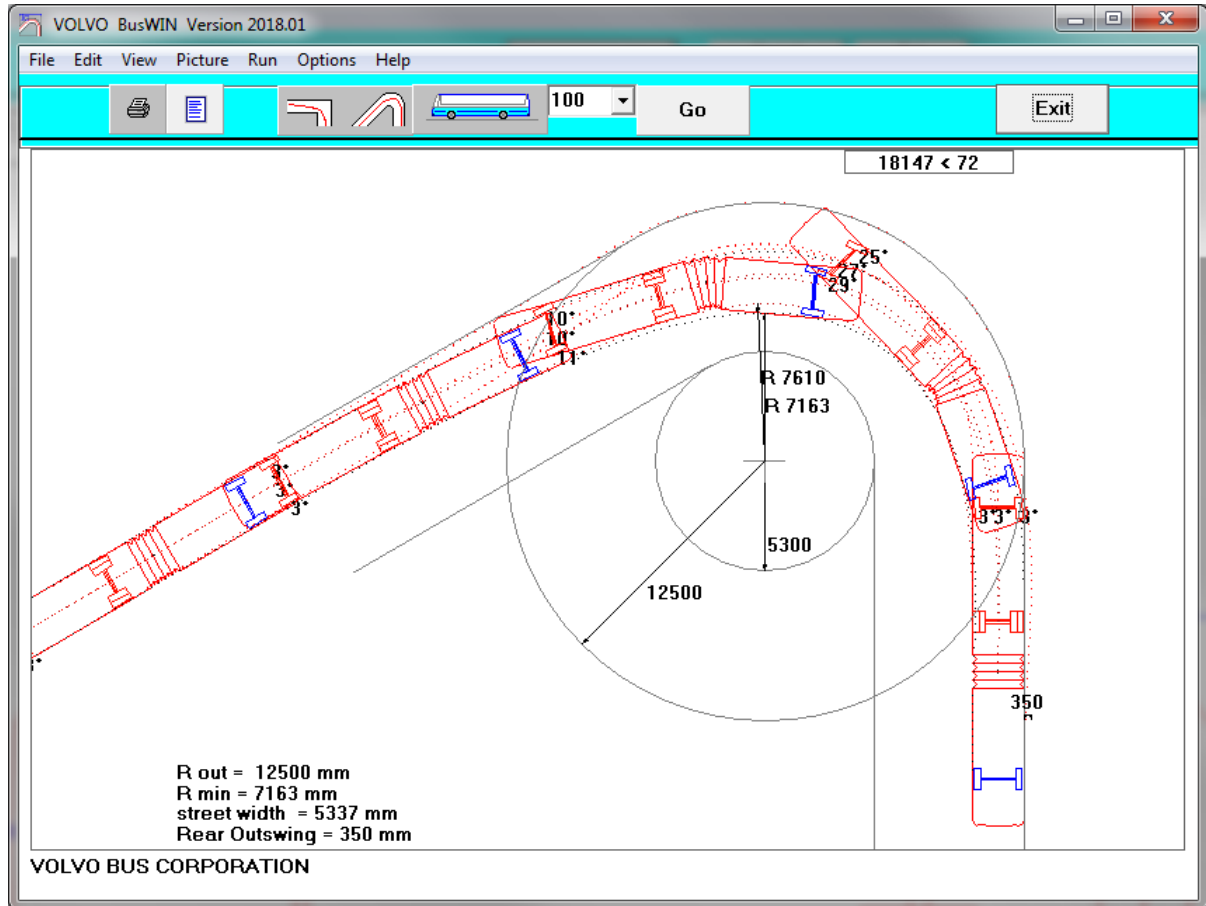 VOLVO BusWIN Version 2018.01
File Edit View Picture Run Options Help
100
Go
Exit
18147 < 72
25°
27°
29°
10°
10°
11°
R 7610
R 7163
3°
3°
3°
3° 3° 3°
5300
12500
350
R out = 12500 mm
R min = 7163 mm
street width = 5337 mm
Rear Outswing = 350 mm
VOLVO BUS CORPORATION